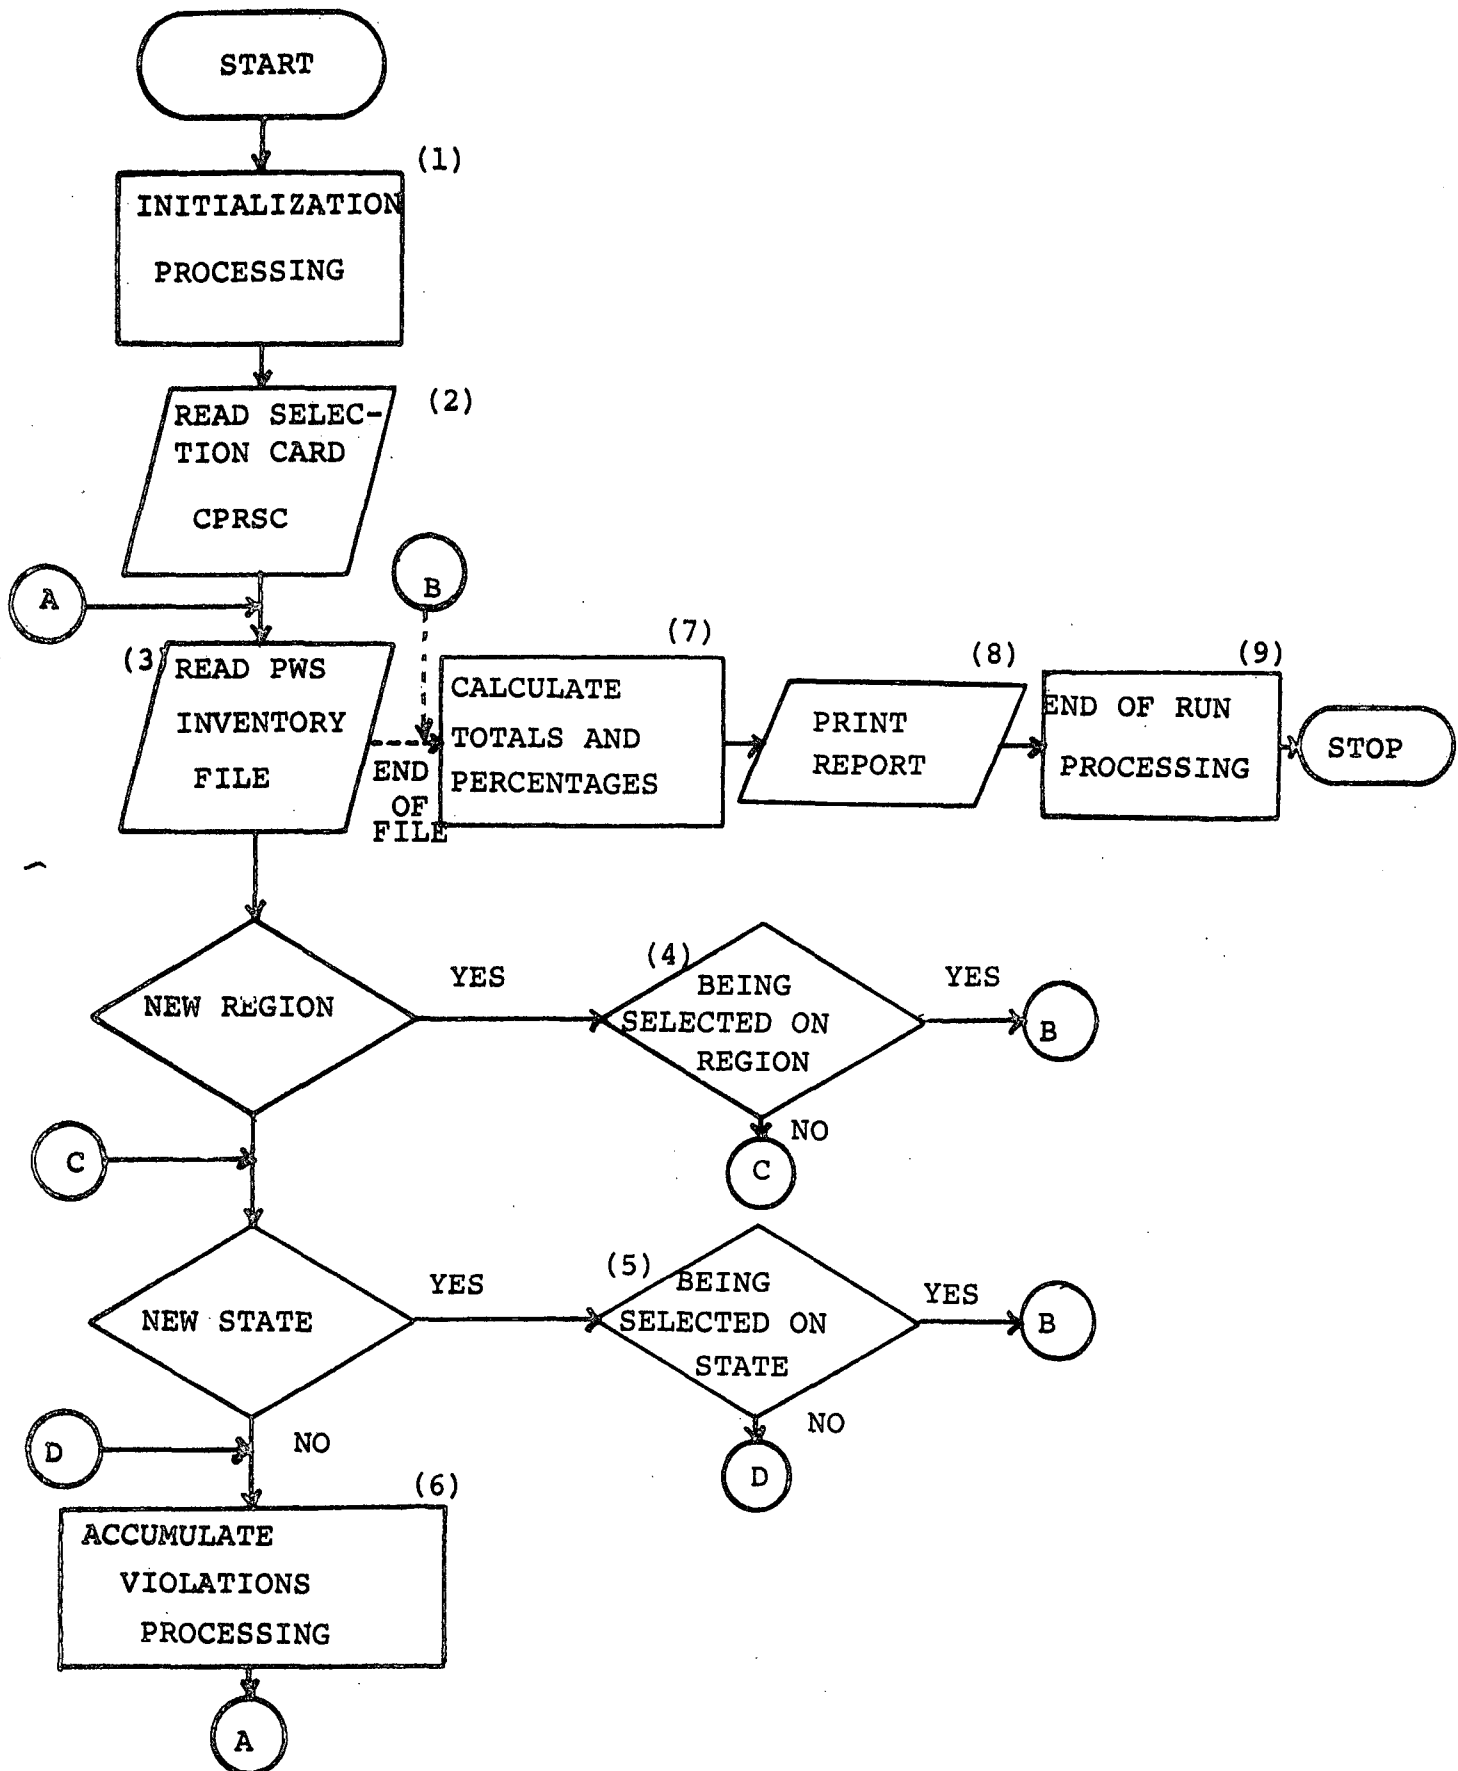 START
(1)
INITIALIZATION
PROCESSING
(2)
READ SELEC-
TION CARD
CPRSC
A
B
(3)
READ PWS
INVENTORY
FILE
END
OF
FILE
(7)
CALCULATE
TOTALS AND
PERCENTAGES
(8)
PRINT
REPORT
(9)
END OF RUN
PROCESSING
STOP
NEW REGION
YES
(4)
BEING
SELECTED ON
REGION
YES
B
NO
C
C
NEW STATE
YES
(5)
BEING
SELECTED ON
STATE
YES
B
NO
D
D
NO
(6)
ACCUMULATE
VIOLATIONS
PROCESSING
A